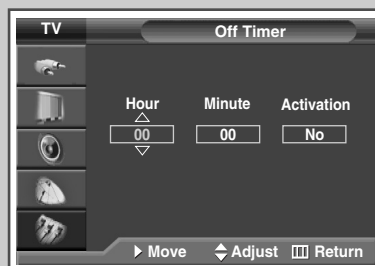 TV Off Timer
Hour Minute Activation
00 00 No
Move Adjust Return